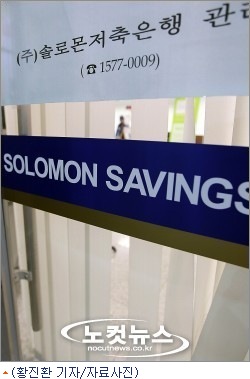 (주)솔로몬저축은행 관
(☎1577-0009)
SOLOMON SAVINGS
노컷뉴스
nocutnews.co.kr
(황진환 기자/자료사진)